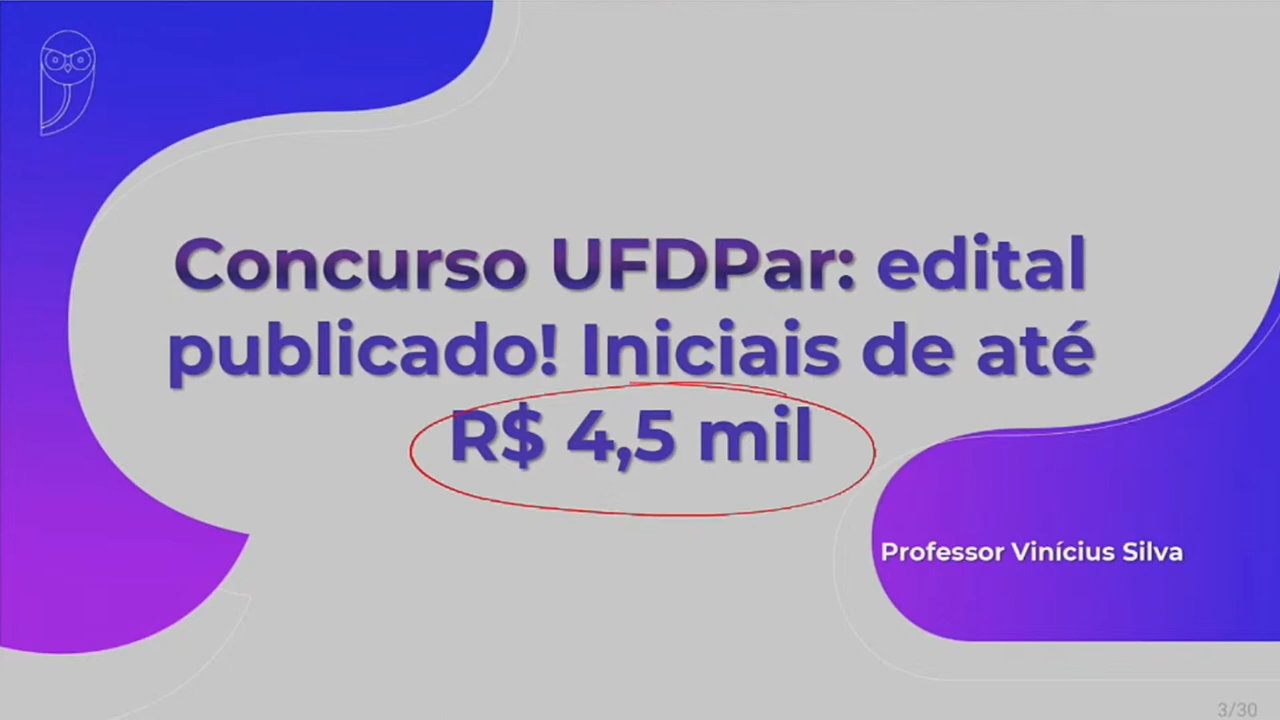 Concurso UFDPar: edital
publicado! Iniciais de até
R$ 4,5 mil
Professor Vinícius Silva
3/30